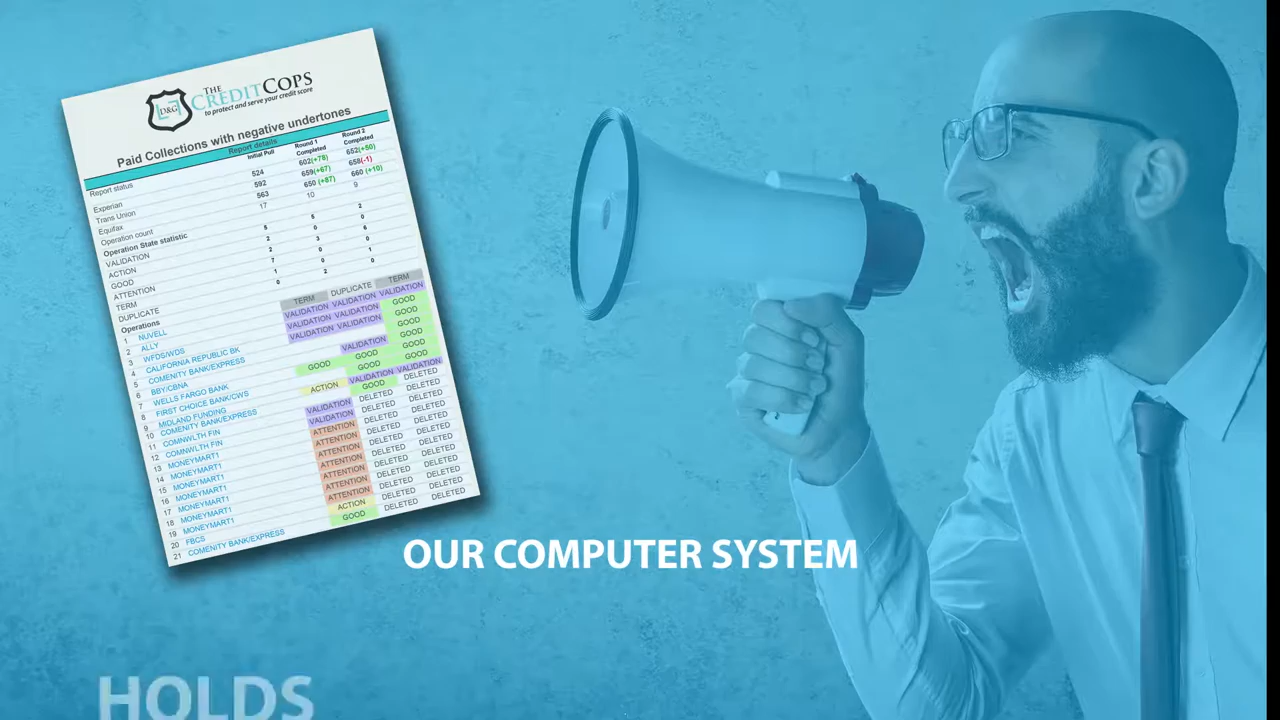 THE
CREDITCOPS
D&G
to protect and serve your credit score
Paid Collections with negative undertones
Report details
Report status Initial Pull Round 1 Completed Round 2 Completed
Experian 524 602(+78) 652(+50)
Trans Union 592 659(+67) 658(-1)
Equifax 563 650 (+87) 660 (+10)
Operation count 17 10 9
Operation State statistic
VALIDATION 5 5 2
ACTION 2 0 0
GOOD 2 3 6
ATTENTION 7 0 0
TERM 1 0 1
DUPLICATE 0 2 0
Operations
1 NUVELL TERM DUPLICATE TERM
2 ALLY VALIDATION VALIDATION VALIDATION
3 WFDS/WDS VALIDATION VALIDATION GOOD
4 CALIFORNIA REPUBLIC BK VALIDATION VALIDATION GOOD
5 COMENITY BANK/EXPRESS GOOD
6 BBY/CBNA VALIDATION GOOD
7 WELLS FARGO BANK GOOD GOOD GOOD
8 FIRST CHOICE BANK/CWS GOOD GOOD
9 MIDLAND FUNDING ACTION VALIDATION VALIDATION
10 COMENITY BANK/EXPRESS GOOD DELETED
11 COMNWLTH FIN VALIDATION DELETED DELETED
12 COMNWLTH FIN VALIDATION DELETED DELETED
13 MONEYMART1 ATTENTION DELETED DELETED
14 MONEYMART1 ATTENTION DELETED DELETED
15 MONEYMART1 ATTENTION DELETED DELETED
16 MONEYMART1 ATTENTION DELETED DELETED
17 MONEYMART1 ATTENTION DELETED DELETED
18 MONEYMART1 ATTENTION DELETED DELETED
19 MONEYMART1 ATTENTION DELETED DELETED
20 FBCS ACTION DELETED DELETED
21 COMENITY BANK/EXPRESS GOOD DELETED DELETED
OUR COMPUTER SYSTEM
HOLDS